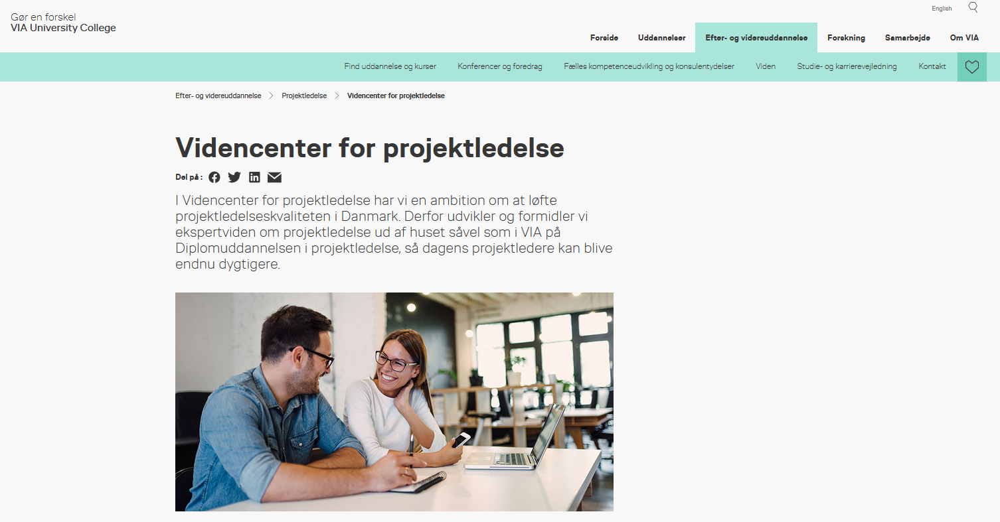 Gør en forskel
VIA University College
English
Forside Uddannelser Efter- og videreuddannelse Forskning Samarbejde Om VIA
Find uddannelse og kurser Konferencer og foredrag Fælles kompetenceudvikling og konsulentydelser Viden Studie- og karrierevejledning Kontakt
Efter- og videreuddannelse Projektledelse Videncenter for projektledelse
Videncenter for projektledelse
Del på:
I Videncenter for projektledelse har vi en ambition om at løfte
projektledelseskvaliteten i Danmark. Derfor udvikler og formidler vi
ekspertviden om projektledelse ud af huset såvel som i VIA på
Diplomuddannelsen i projektledelse, så dagens projektledere kan blive
endnu dygtigere.